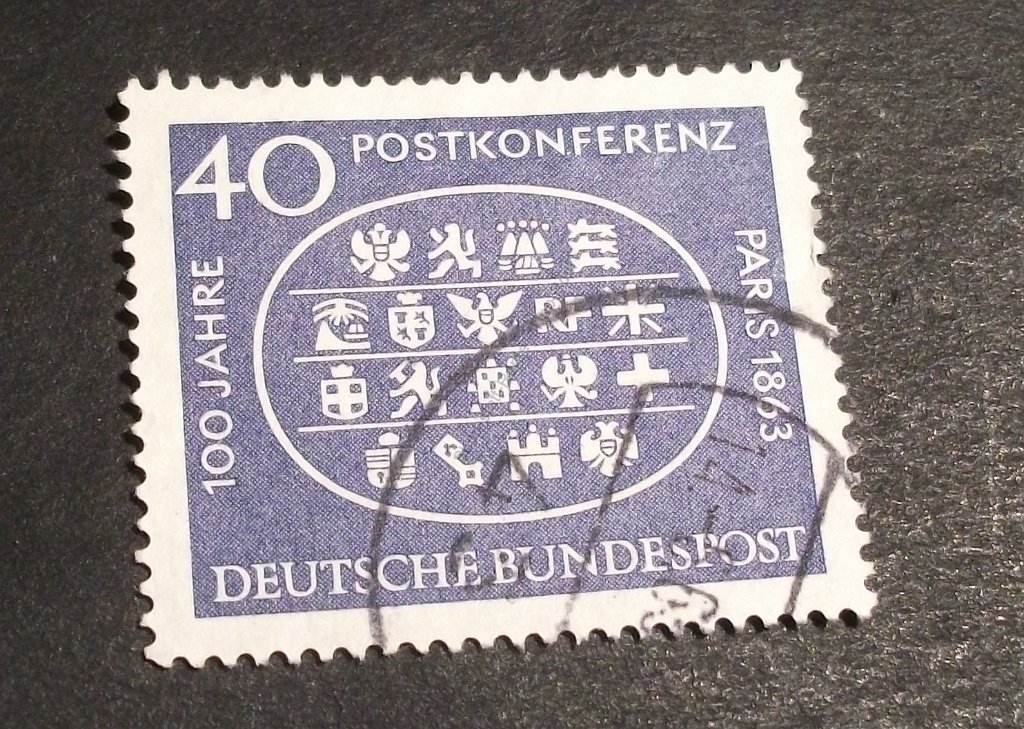 40 POSTKONFERENZ
100 JAHRE
PARIS 1863
RF
DEUTSCHE BUNDESPOST